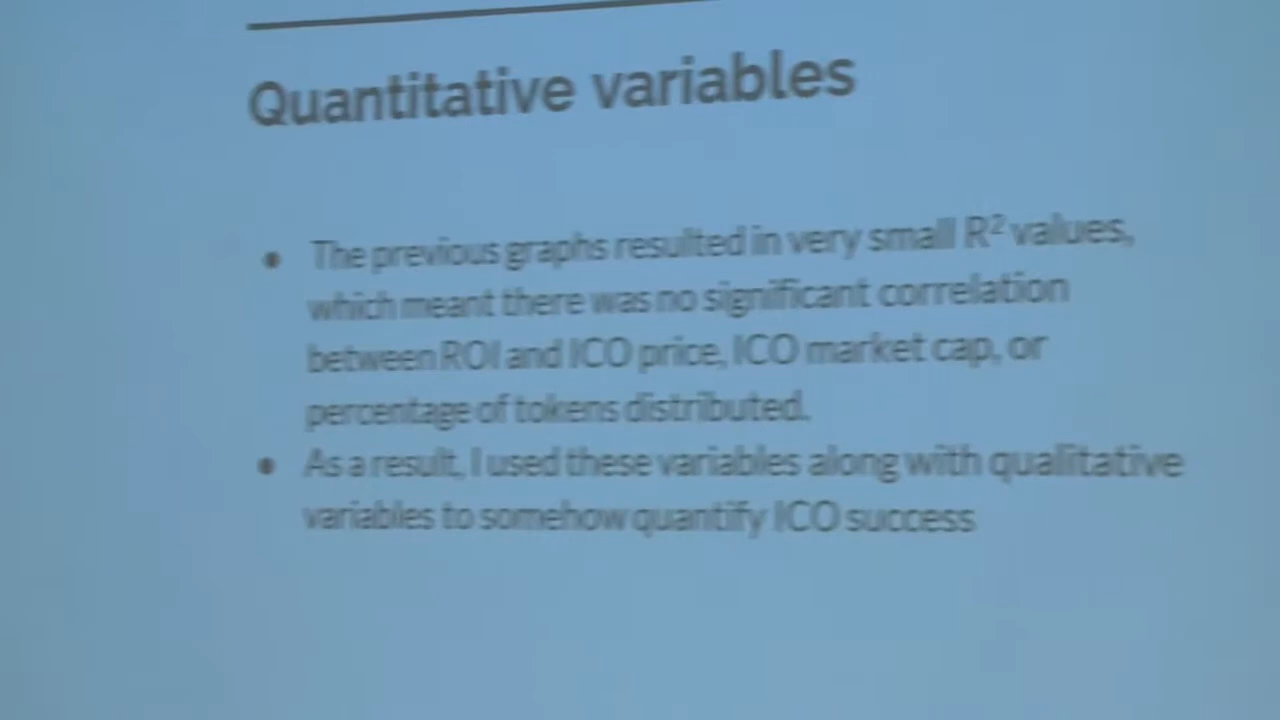 Quantitative variables
● The previous graphs resulted in very small R² values,
which meant there was no significant correlation
between ROI and ICO price, ICO market cap, or
percentage of tokens distributed.
● As a result, I used these variables along with qualitative
variables to somehow quantify ICO success